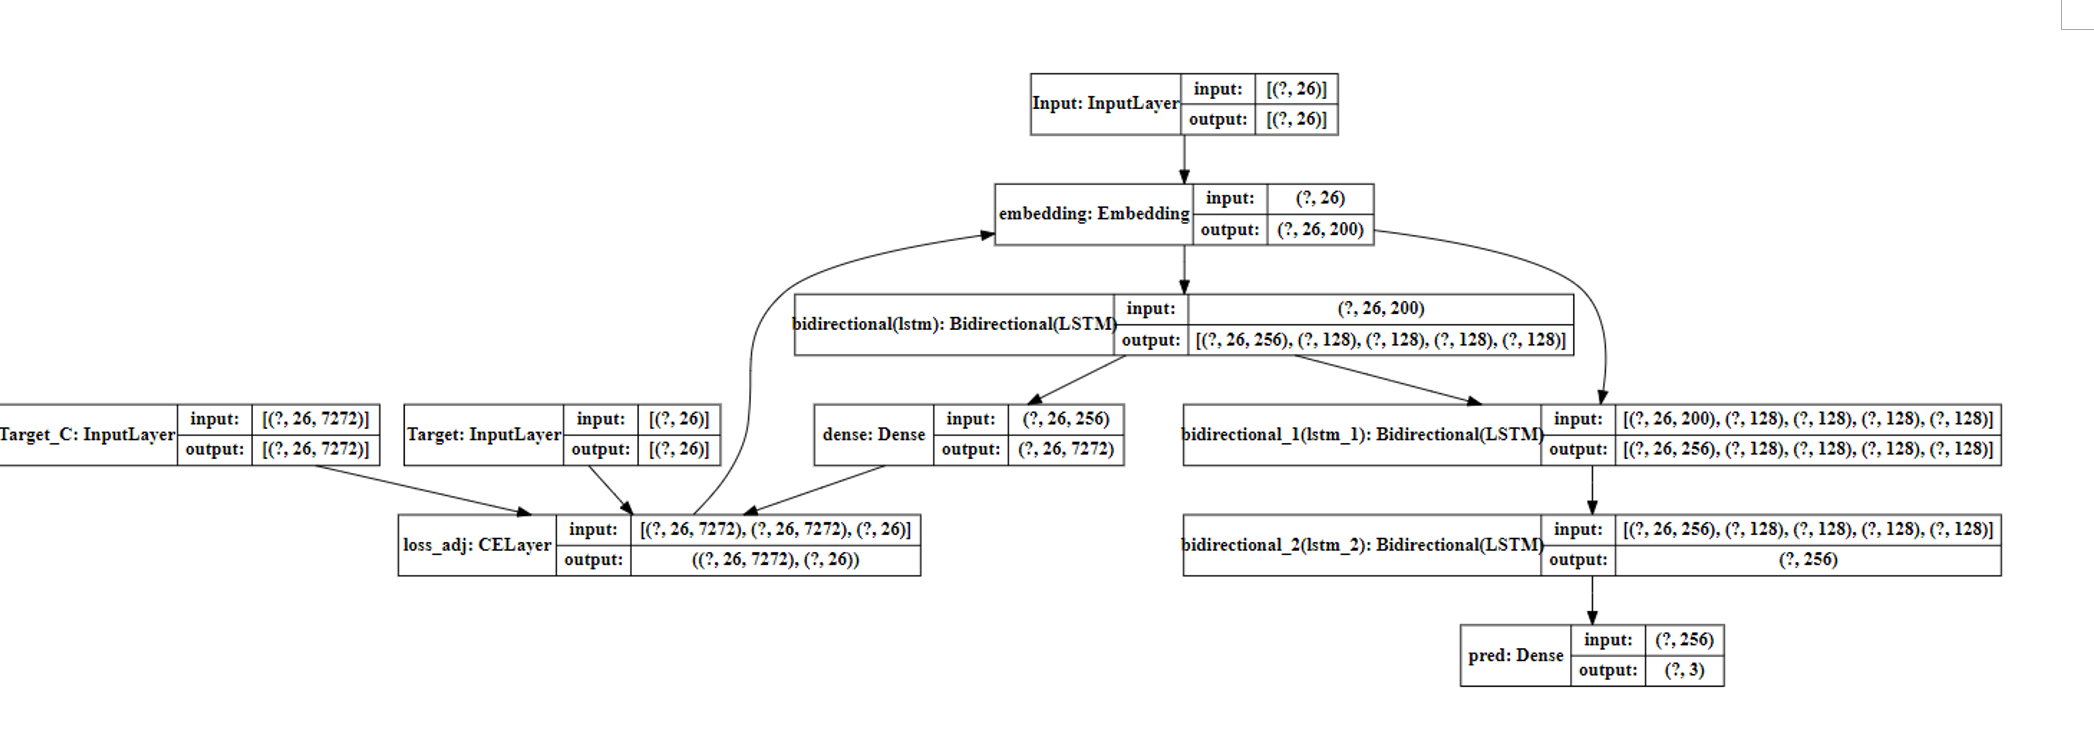 Input: InputLayer input: [(?, 26)]
output: [(?, 26)]
embedding: Embedding input: (?, 26)
output: (?, 26, 200)
bidirectional(lstm): Bidirectional(LSTM) input: (?, 26, 200)
output: [(?, 26, 256), (?, 128), (?, 128), (?, 128), (?, 128)]
Target_C: InputLayer input: [(?, 26, 7272)]
output: [(?, 26, 7272)]
Target: InputLayer input: [(?, 26)]
output: [(?, 26)]
dense: Dense input: (?, 26, 256)
output: (?, 26, 7272)
bidirectional_1(lstm_1): Bidirectional(LSTM) input: [(?, 26, 200), (?, 128), (?, 128), (?, 128), (?, 128)]
output: [(?, 26, 256), (?, 128), (?, 128), (?, 128), (?, 128)]
loss_adj: CELayer input: [(?, 26, 7272), (?, 26, 7272), (?, 26)]
output: ((?, 26, 7272), (?, 26))
bidirectional_2(lstm_2): Bidirectional(LSTM) input: [(?, 26, 256), (?, 128), (?, 128), (?, 128), (?, 128)]
output: (?, 256)
pred: Dense input: (?, 256)
output: (?, 3)